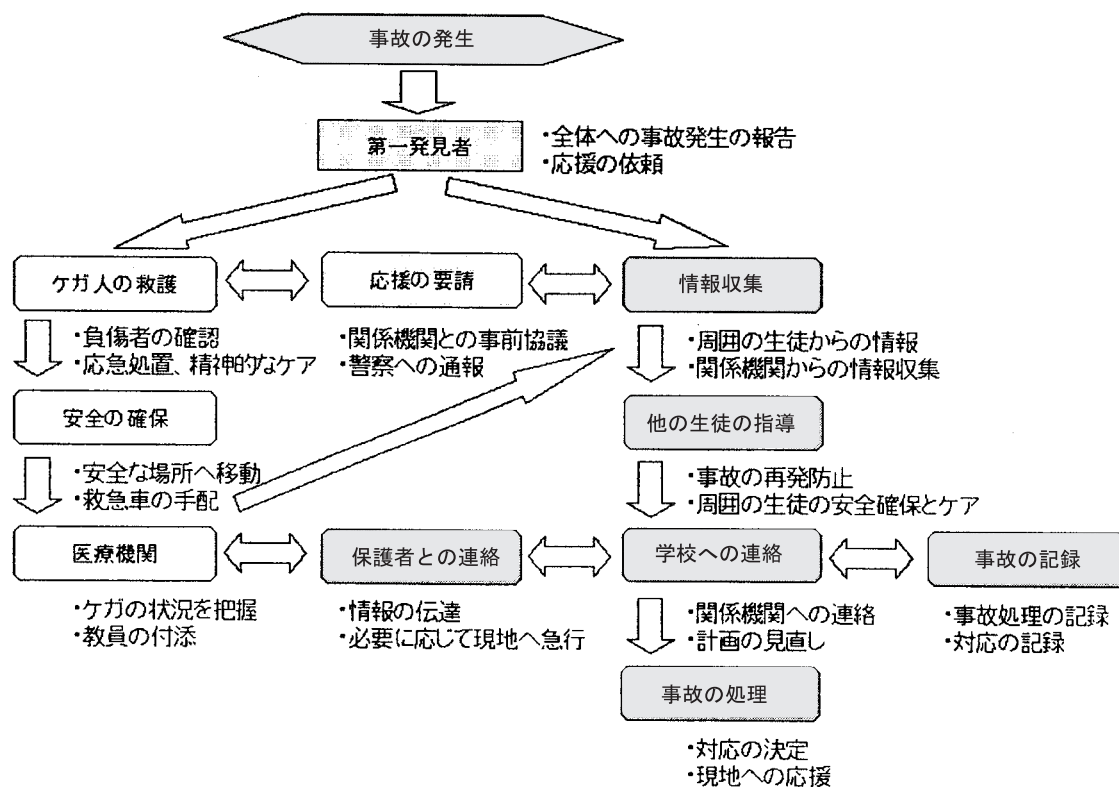 事故の発生
第一発見者
・全体への事故発生の報告
・応援の依頼
ケガ人の救護
応援の要請
情報収集
・負傷者の確認
・応急処置、精神的なケア
・関係機関との事前協議
・警察への通報
・周囲の生徒からの情報
・関係機関からの情報収集
安全の確保
他の生徒の指導
・安全な場所へ移動
・救急車の手配
・事故の再発防止
・周囲の生徒の安全確保とケア
医療機関
保護者との連絡
学校への連絡
事故の記録
・ケガの状況を把握
・教員の付添
・情報の伝達
・必要に応じて現地へ急行
・関係機関への連絡
・計画の見直し
・事故処理の記録
・対応の記録
事故の処理
・対応の決定
・現地への応援